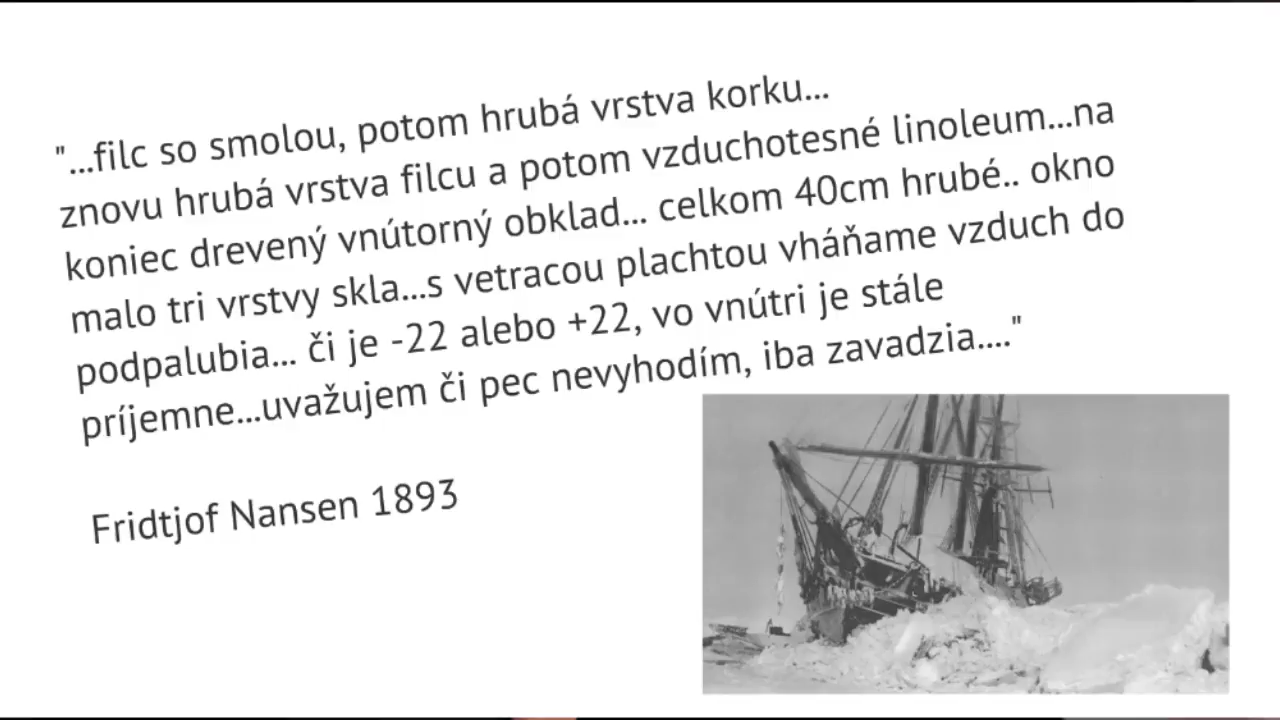 "...filc so smolou, potom hrubá vrstva korku...
znovu hrubá vrstva filcu a potom vzduchotesné linoleum...na
koniec drevený vnútorný obklad... celkom 40cm hrubé.. okno
malo tri vrstvy skla...s vetracou plachtou vháňame vzduch do
podpalubia... či je -22 alebo +22, vo vnútri je stále
príjemne...uvažujem či pec nevyhodím, iba zavadzia...."
Fridtjof Nansen 1893